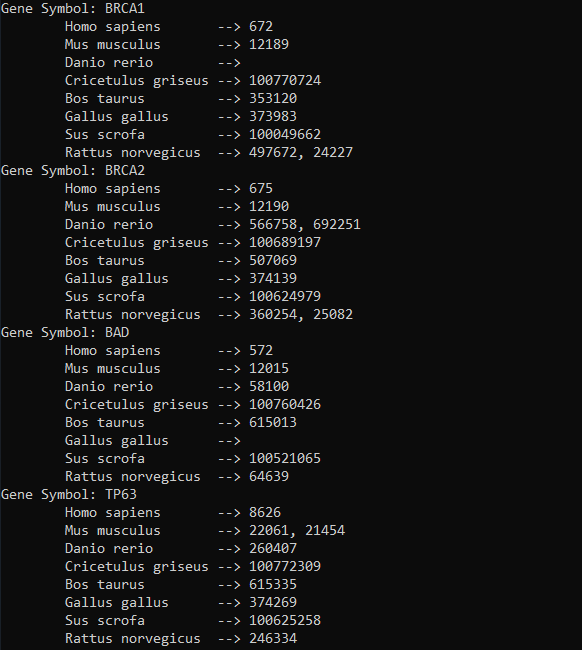 Gene Symbol: BRCA1
Homo sapiens --> 672
Mus musculus --> 12189
Danio rerio -->
Cricetulus griseus --> 100770724
Bos taurus --> 353120
Gallus gallus --> 373983
Sus scrofa --> 100049662
Rattus norvegicus --> 497672, 24227
Gene Symbol: BRCA2
Homo sapiens --> 675
Mus musculus --> 12190
Danio rerio --> 566758, 692251
Cricetulus griseus --> 100689197
Bos taurus --> 507069
Gallus gallus --> 374139
Sus scrofa --> 100624979
Rattus norvegicus --> 360254, 25082
Gene Symbol: BAD
Homo sapiens --> 572
Mus musculus --> 12015
Danio rerio --> 58100
Cricetulus griseus --> 100760426
Bos taurus --> 615013
Gallus gallus -->
Sus scrofa --> 100521065
Rattus norvegicus --> 64639
Gene Symbol: TP63
Homo sapiens --> 8626
Mus musculus --> 22061, 21454
Danio rerio --> 260407
Cricetulus griseus --> 100772309
Bos taurus --> 615335
Gallus gallus --> 374269
Sus scrofa --> 100625258
Rattus norvegicus --> 246334